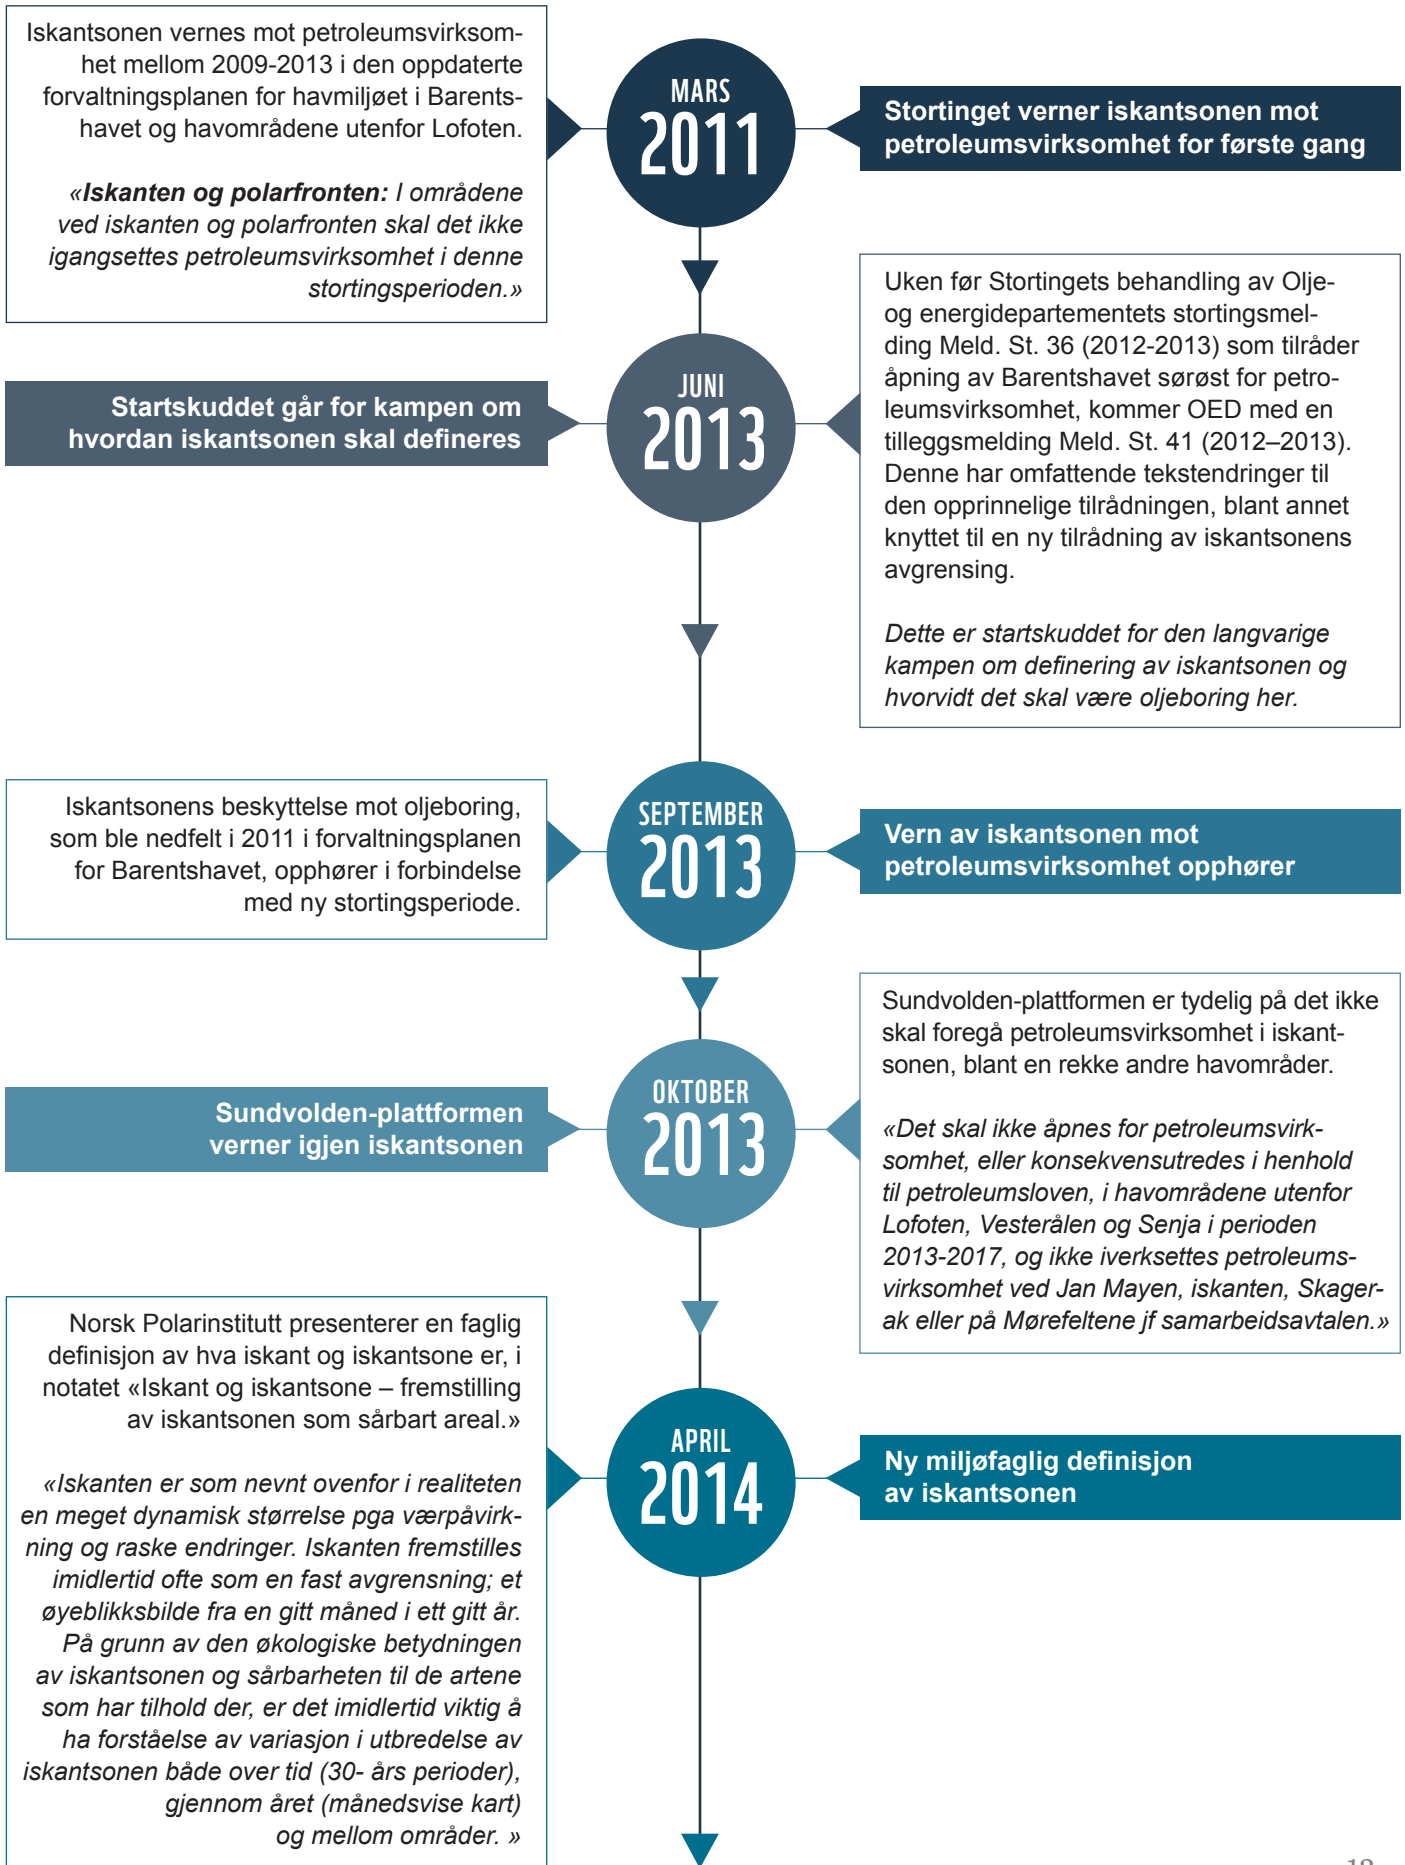 Iskantsonen vernes mot petroleumsvirksom-
het mellom 2009-2013 i den oppdaterte
forvaltningsplanen for havmiljøet i Barents-
havet og havområdene utenfor Lofoten.
«Iskanten og polarfronten: I områdene
ved iskanten og polarfronten skal det ikke
igangsettes petroleumsvirksomhet i denne
stortingsperioden.»
MARS
2011
Stortinget verner iskantsonen mot
petroleumsvirksomhet for første gang
Startskuddet går for kampen om
hvordan iskantsonen skal defineres
JUNI
2013
Uken før Stortingets behandling av Olje-
og energidepartementets stortingsmel-
ding Meld. St. 36 (2012-2013) som tilråder
åpning av Barentshavet sørøst for petro-
leumsvirksomhet, kommer OED med en
tilleggsmelding Meld. St. 41 (2012–2013).
Denne har omfattende tekstendringer til
den opprinnelige tilrådningen, blant annet
knyttet til en ny tilrådning av iskantsonens
avgrensing.
Dette er startskuddet for den langvarige
kampen om definering av iskantsonen og
hvorvidt det skal være oljeboring her.
Iskantsonens beskyttelse mot oljeboring,
som ble nedfelt i 2011 i forvaltningsplanen
for Barentshavet, opphører i forbindelse
med ny stortingsperiode.
SEPTEMBER
2013
Vern av iskantsonen mot
petroleumsvirksomhet opphører
Sundvolden-plattformen
verner igjen iskantsonen
OKTOBER
2013
Sundvolden-plattformen er tydelig på det ikke
skal foregå petroleumsvirksomhet i iskant-
sonen, blant en rekke andre havområder.
«Det skal ikke åpnes for petroleumsvirk-
somhet, eller konsekvensutredes i henhold
til petroleumsloven, i havområdene utenfor
Lofoten, Vesterålen og Senja i perioden
2013-2017, og ikke iverksettes petroleums-
virksomhet ved Jan Mayen, iskanten, Skager-
ak eller på Mørefeltene jf samarbeidsavtalen.»
Norsk Polarinstitutt presenterer en faglig
definisjon av hva iskant og iskantsone er, i
notatet «Iskant og iskantsone – fremstilling
av iskantsonen som sårbart areal.»
«Iskanten er som nevnt ovenfor i realiteten
en meget dynamisk størrelse pga værpåvirk-
ning og raske endringer. Iskanten fremstilles
imidlertid ofte som en fast avgrensning; et
øyeblikksbilde fra en gitt måned i ett gitt år.
På grunn av den økologiske betydningen
av iskantsonen og sårbarheten til de artene
som har tilhold der, er det imidlertid viktig å
ha forståelse av variasjon i utbredelse av
iskantsonen både over tid (30- års perioder),
gjennom året (månedsvise kart)
og mellom områder. »
APRIL
2014
Ny miljøfaglig definisjon
av iskantsonen